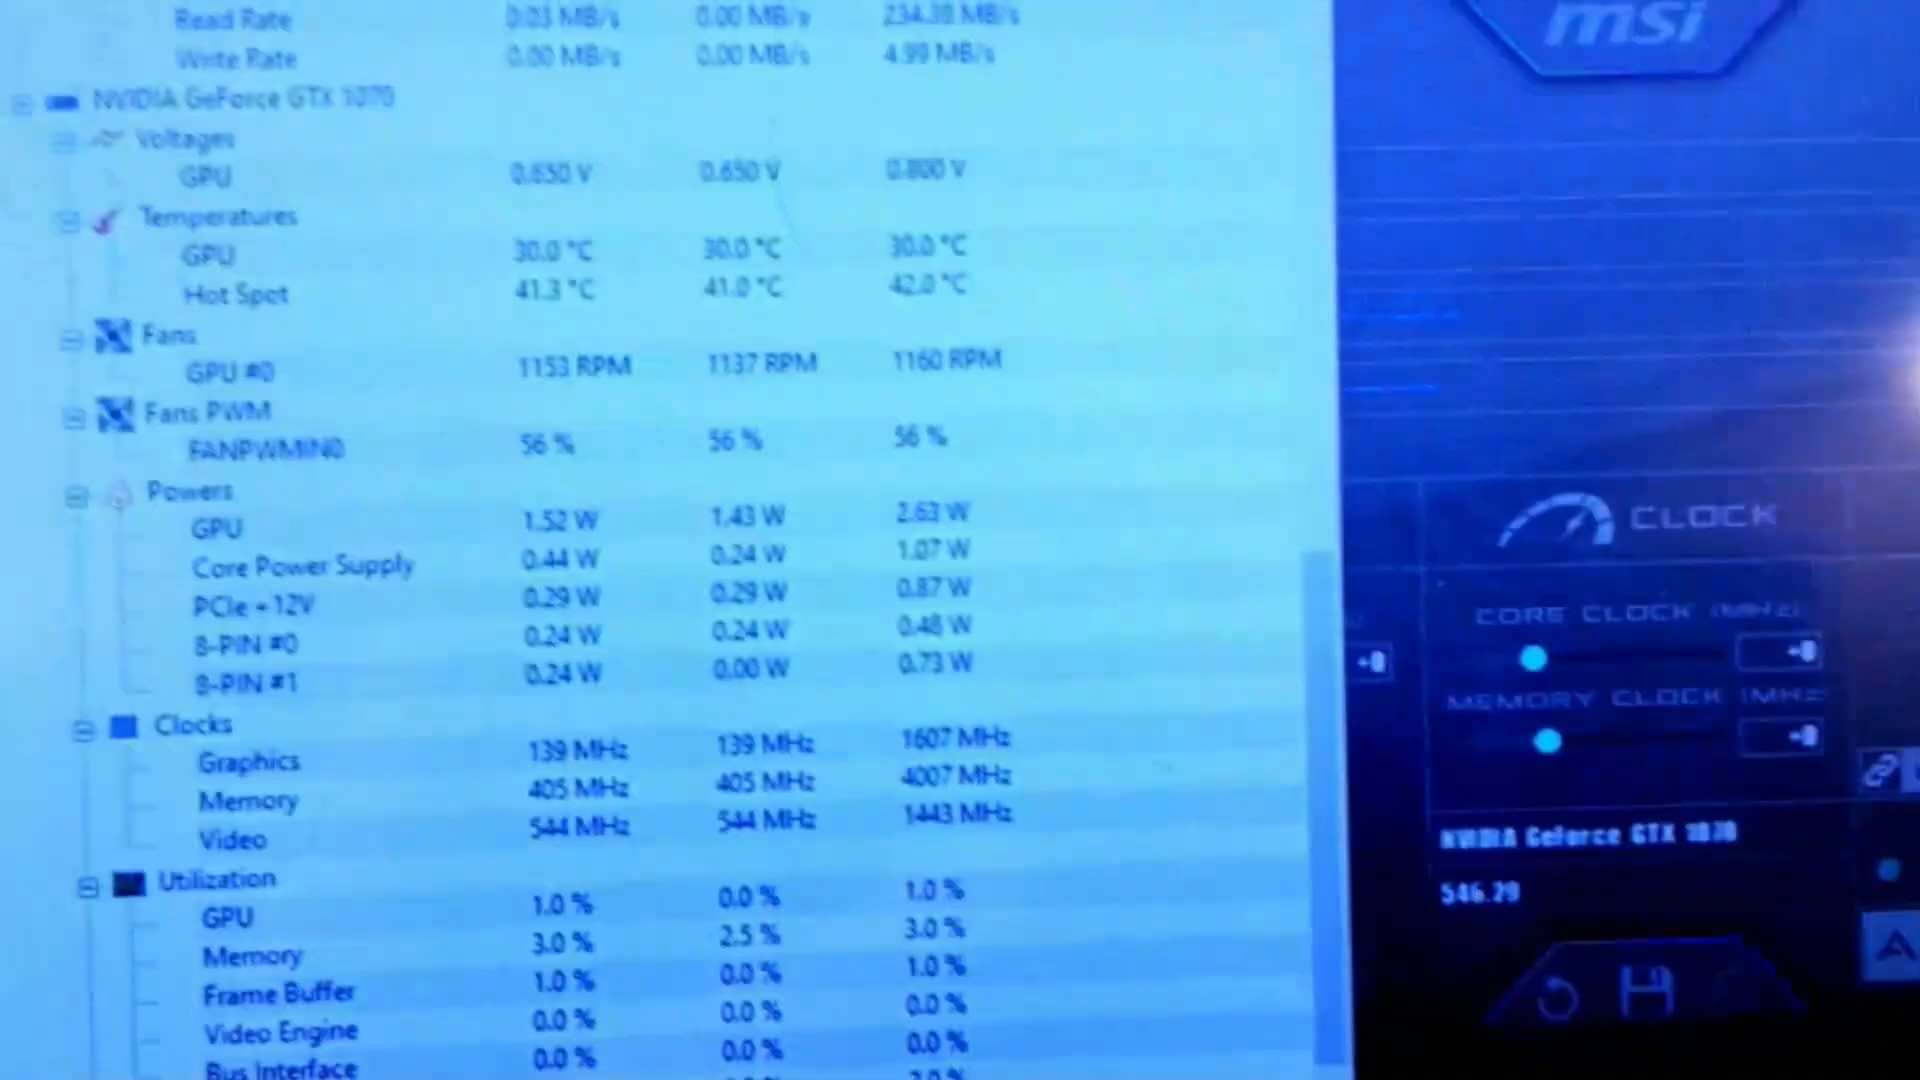 Read Rate 0.03 MB/s 0.00 MB/s 234.38 MB/s
Write Rate 0.00 MB/s 0.00 MB/s 4.99 MB/s
NVIDIA GeForce GTX 1070
Voltages
GPU 0.650 V 0.650 V 0.800 V
Temperatures
GPU 30.0 °C 30.0 °C 30.0 °C
Hot Spot 41.3 °C 41.0 °C 42.0 °C
Fans
GPU #0 1153 RPM 1137 RPM 1160 RPM
Fans PWM
FANPWMIN0 56 % 56 % 56 %
Powers
GPU 1.52 W 1.43 W 2.63 W
Core Power Supply 0.44 W 0.24 W 1.07 W
PCIe +12V 0.29 W 0.29 W 0.87 W
8-PIN #0 0.24 W 0.24 W 0.48 W
8-PIN #1 0.24 W 0.00 W 0.73 W
Clocks
Graphics 139 MHz 139 MHz 1607 MHz
Memory 405 MHz 405 MHz 4007 MHz
Video 544 MHz 544 MHz 1443 MHz
Utilization
GPU 1.0 % 0.0 % 1.0 %
Memory 3.0 % 2.5 % 3.0 %
Frame Buffer 1.0 % 0.0 % 1.0 %
Video Engine 0.0 % 0.0 % 0.0 %
Bus Interface 0.0 % 0.0 % 0.0 %
msi
CLOCK
CORE CLOCK (MHz)
+0
+0
MEMORY CLOCK (MHz
+0
NVIDIA GeForce GTX 1070
546.29